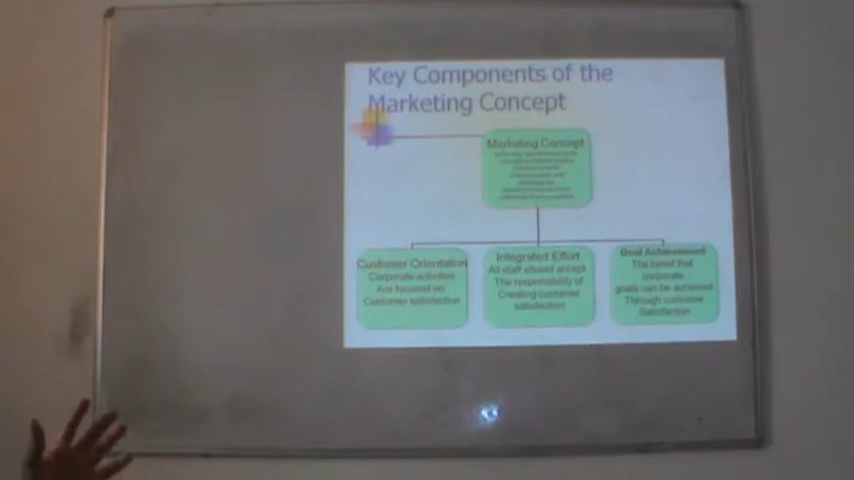 Key Components of the
Marketing Concept
Marketing Concept
Customer Orientation
Corporate activities
Are focused on
Customer satisfaction
Integrated Effort
All staff should accept
The responsibility of
Creating customer
satisfaction
Goal Achievement
The belief that
corporate
goals can be achieved
Through customer
Satisfaction